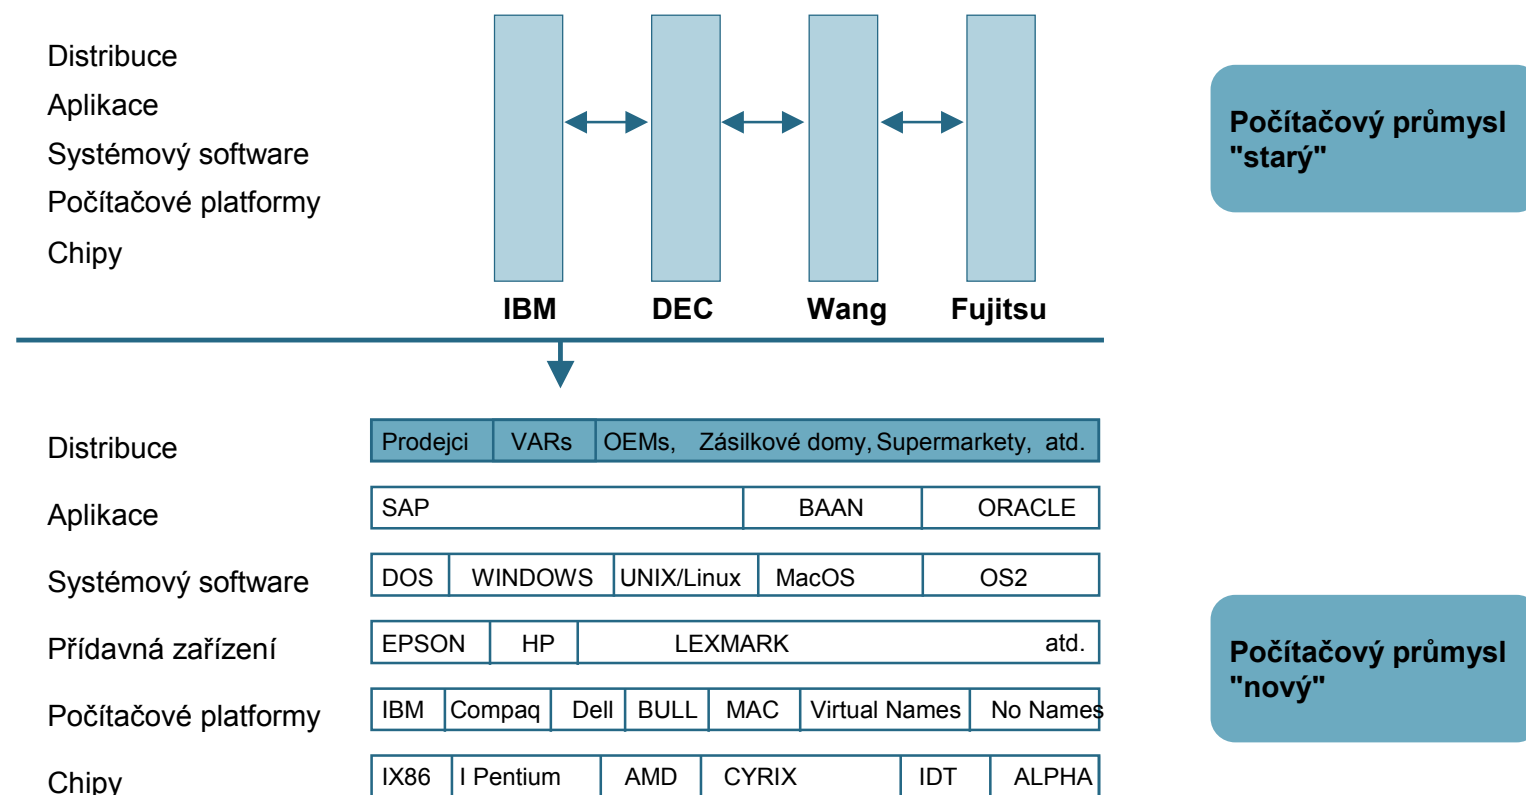 Distribuce
Aplikace
Systémový software
Počítačové platformy
Chipy
IBM DEC Wang Fujitsu
Počítačový průmysl
"starý"
Distribuce Prodejci VARs OEMs, Zásilkové domy, Supermarkety, atd.
Aplikace SAP BAAN ORACLE
Systémový software DOS WINDOWS UNIX/Linux MacOS OS2
Přídavná zařízení EPSON HP LEXMARK atd.
Počítačové platformy IBM Compaq Dell BULL MAC Virtual Names No Names
Chipy IX86 I Pentium AMD CYRIX IDT ALPHA
Počítačový průmysl
"nový"